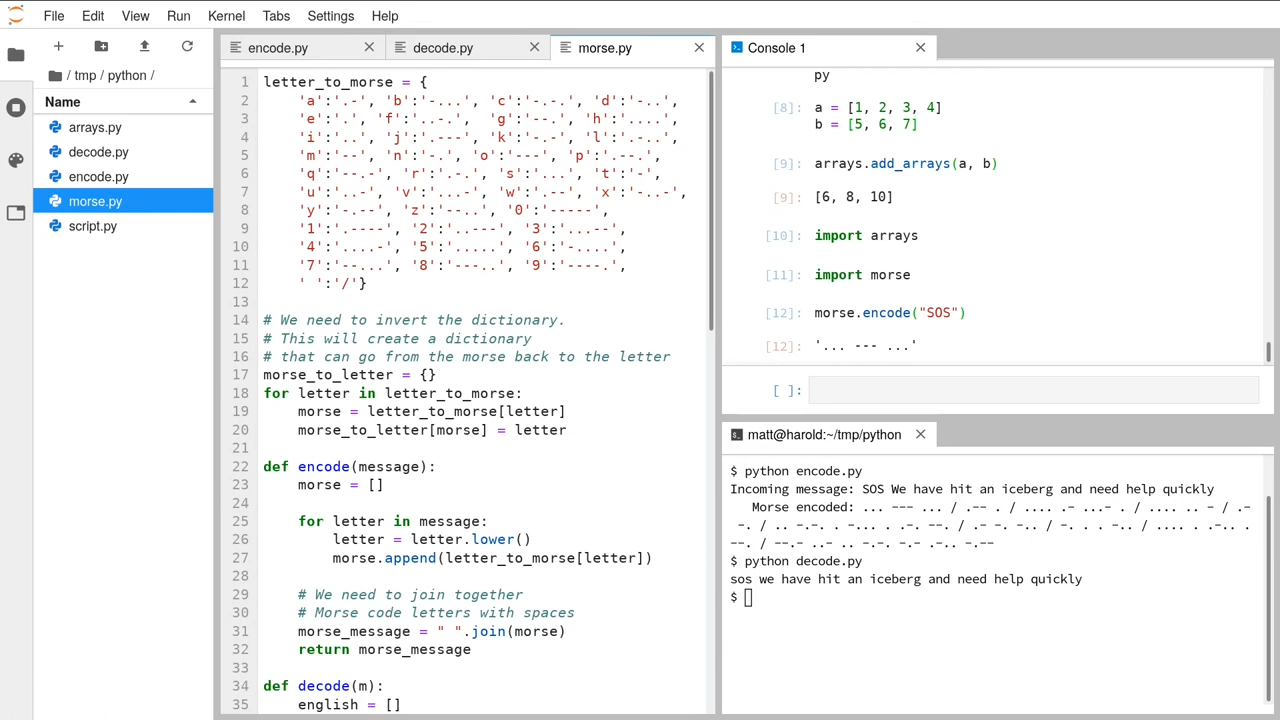 File Edit View Run Kernel Tabs Settings Help
/ tmp / python /
Name
arrays.py
decode.py
encode.py
morse.py
script.py
encode.py decode.py morse.py
1 letter_to_morse = {
2 'a':'.-', 'b':'-...', 'c':'-.-.', 'd':'-..',
3 'e':'.', 'f':'..-.', 'g':'--.', 'h':'....',
4 'i':'..', 'j':'.---', 'k':'-.-', 'l':'.-..',
5 'm':'--', 'n':'-.', 'o':'---', 'p':'.--.',
6 'q':'--.-', 'r':'.-.', 's':'...', 't':'-',
7 'u':'..-', 'v':'...-', 'w':'.--', 'x':'-..-',
8 'y':'-.--', 'z':'--..', '0':'-----',
9 '1':'.----', '2':'..---', '3':'...--',
10 '4':'....-', '5':'.....', '6':'-....',
11 '7':'--...', '8':'---..', '9':'----.',
12 ' ':'/'}
13
14 # We need to invert the dictionary.
15 # This will create a dictionary
16 # that can go from the morse back to the letter
17 morse_to_letter = {}
18 for letter in letter_to_morse:
19 morse = letter_to_morse[letter]
20 morse_to_letter[morse] = letter
21
22 def encode(message):
23 morse = []
24
25 for letter in message:
26 letter = letter.lower()
27 morse.append(letter_to_morse[letter])
28
29 # We need to join together
30 # Morse code letters with spaces
31 morse_message = " ".join(morse)
32 return morse_message
33
34 def decode(m):
35 english = []
Console 1
py
[8]: a = [1, 2, 3, 4]
b = [5, 6, 7]
[9]: arrays.add_arrays(a, b)
[9]: [6, 8, 10]
[10]: import arrays
[11]: import morse
[12]: morse.encode("SOS")
[12]: '... --- ...'
[ ]:
matt@harold:~/tmp/python
$ python encode.py
Incoming message: SOS We have hit an iceberg and need help quickly
Morse encoded: ... --- ... / .-- . / .... .- ...- . / .... .. - / .-
-. / .. -.-. . -... . .-. --. / .- -. -.. / -. . . -.. / .... . .-.. .
--. / --.- ..- .. -.-. -.- .-.. -.--
$ python decode.py
sos we have hit an iceberg and need help quickly
$